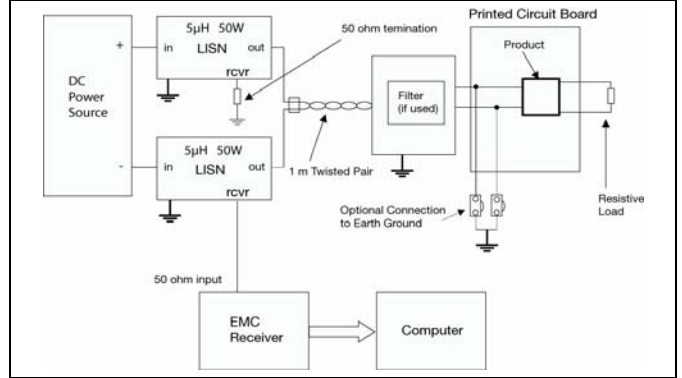 Printed Circuit Board
5µH 50W
LISN
in
out
rcvr
50 ohm temination
Product
+
DC
Power
Source
Filter
(if used)
-
5µH 50W
in
LISN
out
rcvr
1 m Twisted Pair
Optional Connection
to Earth Ground
Resistive
Load
50 ohm input
EMC
Receiver
Computer